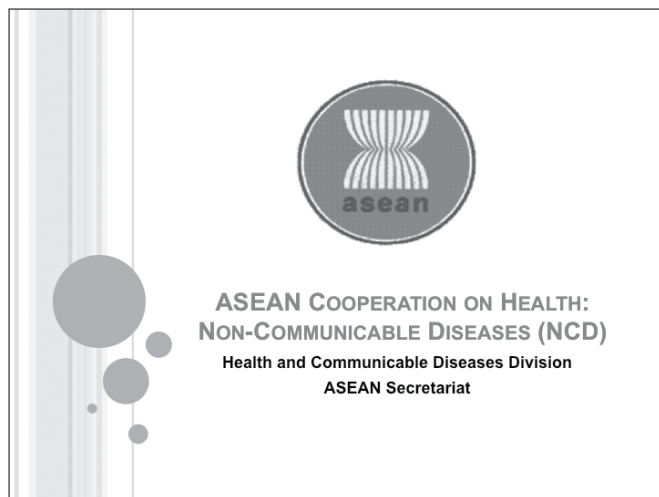 asean
ASEAN COOPERATION ON HEALTH:
NON-COMMUNICABLE DISEASES (NCD)
Health and Communicable Diseases Division
ASEAN Secretariat